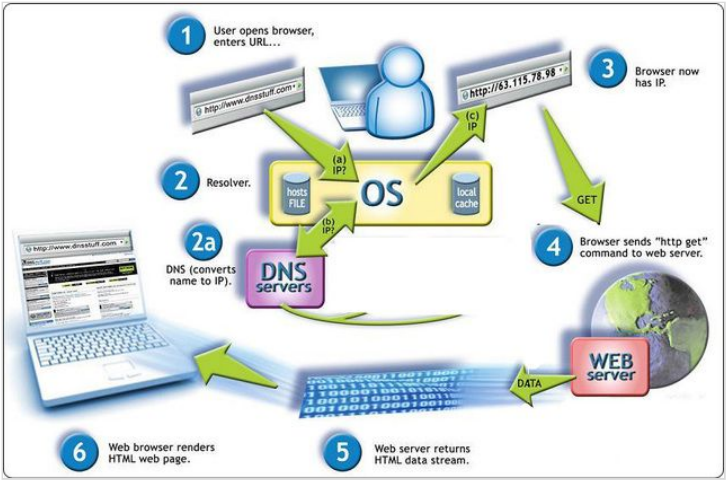 1
User opens browser,
enters URL...
http://www.dnsstuff.com
http://63.115.78.98
3
Browser now
has IP.
(a)
IP?
(c)
IP
2
Resolver.
hosts
FILE
OS
local
cache
GET
2a
(b)
IP?
DNS (converts
name to IP).
DNS
servers
4
Browser sends "http get"
command to web server.
http://www.dnsstuff.com
WEB
server
DATA
6
Web browser renders
HTML web page.
5
Web server returns
HTML data stream.